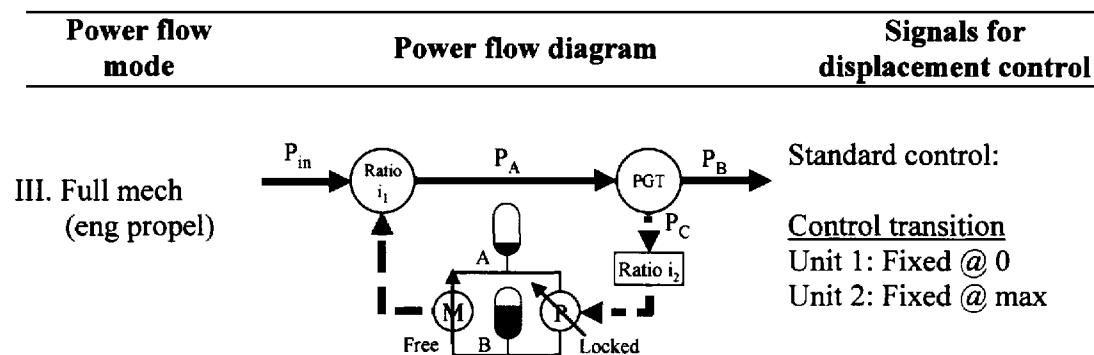 Power flow mode
Power flow diagram
Signals for displacement control
III. Full mech
(eng propel)
P_in
Ratio i_1
P_A
PGT
P_B
P_C
Ratio i_2
A
M
B
P
Free
Locked
Standard control:
Control transition
Unit 1: Fixed @ 0
Unit 2: Fixed @ max